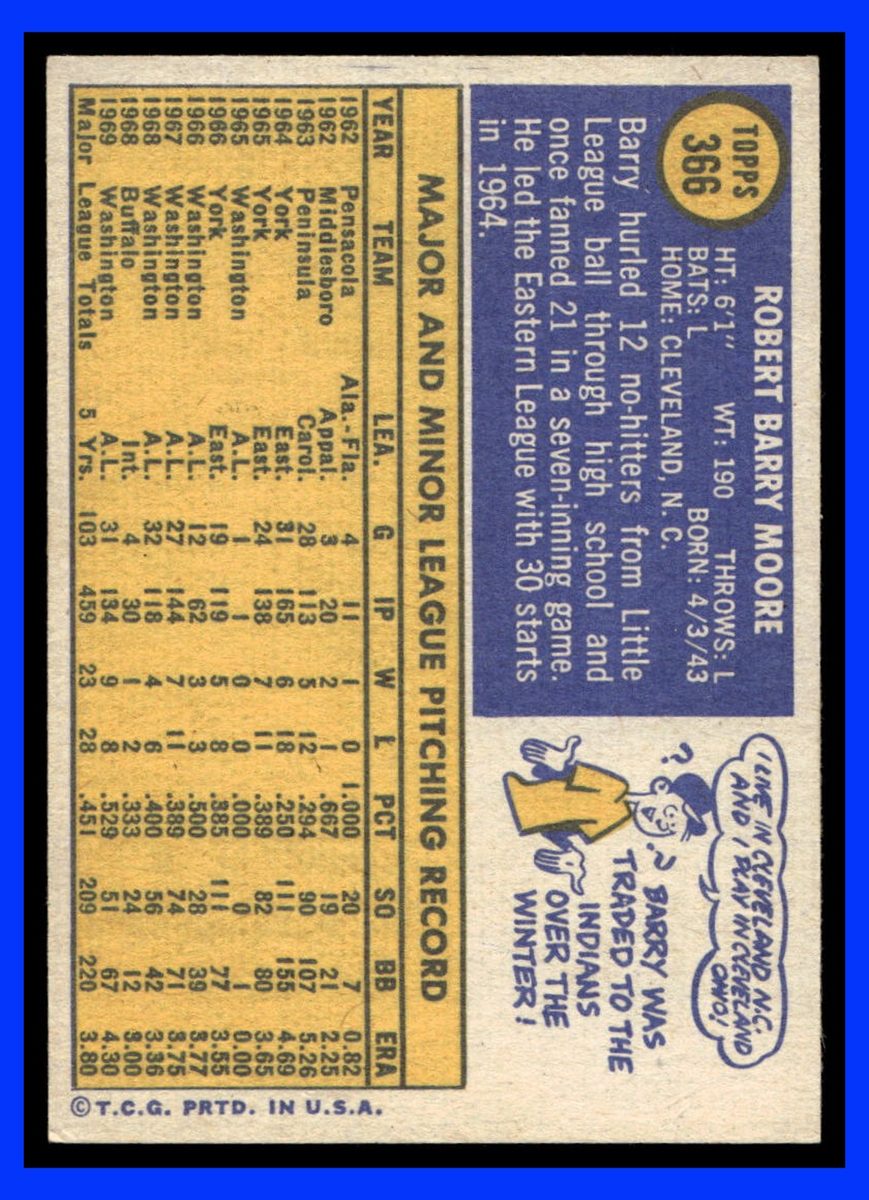 TOPPS
366
ROBERT BARRY MOORE
HT: 6'1" WT: 190 THROWS: L
BATS: L BORN: 4/3/43
HOME: CLEVELAND, N. C.
Barry hurled 12 no-hitters from Little
League ball through high school and
once fanned 21 in a seven-inning game.
He led the Eastern League with 30 starts
in 1964.
I LIVE IN CLEVELAND N.C.
AND I PLAY IN CLEVELAND
OHIO!
?
?
BARRY WAS
TRADED TO THE
INDIANS
OVER THE
WINTER!
MAJOR AND MINOR LEAGUE PITCHING RECORD
YEAR TEAM LEA. G IP W L PCT SO BB ERA
1962 Pensacola Ala.-Fla. 4 11 1 0 1.000 20 7 0.82
1962 Middlesboro Appal. 3 20 2 1 .667 19 21 2.25
1963 Peninsula Carol. 28 113 5 12 .294 90 107 5.26
1964 York East. 31 165 6 18 .250 111 155 4.69
1965 York East. 24 138 7 11 .389 82 80 3.65
1965 Washington A.L. 1 1 0 0 .000 0 1 0.00
1966 York East. 19 119 5 8 .385 111 77 3.55
1966 Washington A.L. 12 62 3 3 .500 28 39 3.77
1967 Washington A.L. 27 144 7 11 .389 74 71 3.75
1968 Washington A.L. 32 118 4 6 .400 56 42 3.36
1968 Buffalo Int. 4 30 1 2 .333 24 12 3.00
1969 Washington A.L. 31 134 9 8 .529 51 67 4.30
Major League Totals 5 Yrs. 103 459 23 28 .451 209 220 3.80
© T.C.G. PRTD. IN U.S.A.